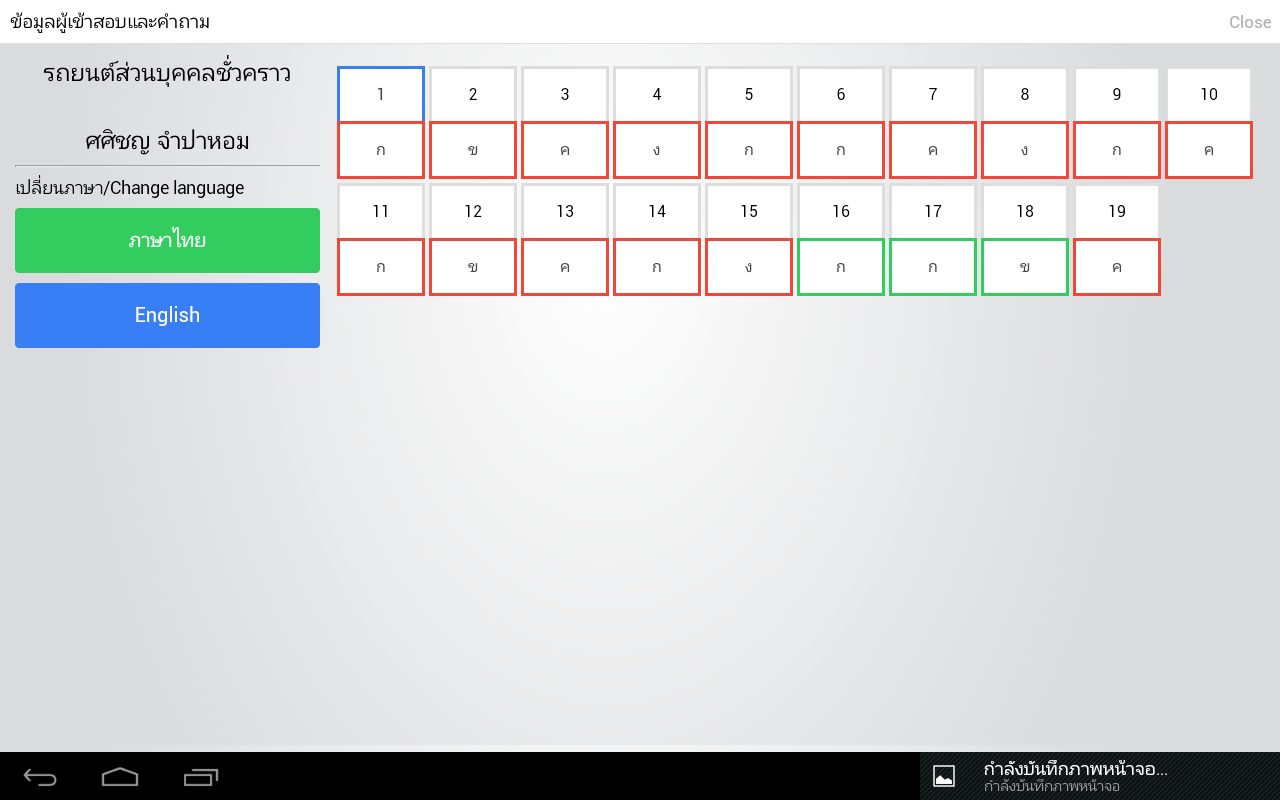 ข้อมูลผู้เข้าสอบและคำถาม
Close
รถยนต์ส่วนบุคคลชั่วคราว
ศศิชญ จำปาหอม
เปลี่ยนภาษา/Change language
ภาษาไทย
English
1 2 3 4 5 6 7 8 9 10
ก ข ค ง ก ก ค ง ก ค
11 12 13 14 15 16 17 18 19
ก ข ค ก ง ก ก ข ค
กำลังบันทึกภาพหน้าจอ...
กำลังบันทึกภาพหน้าจอ